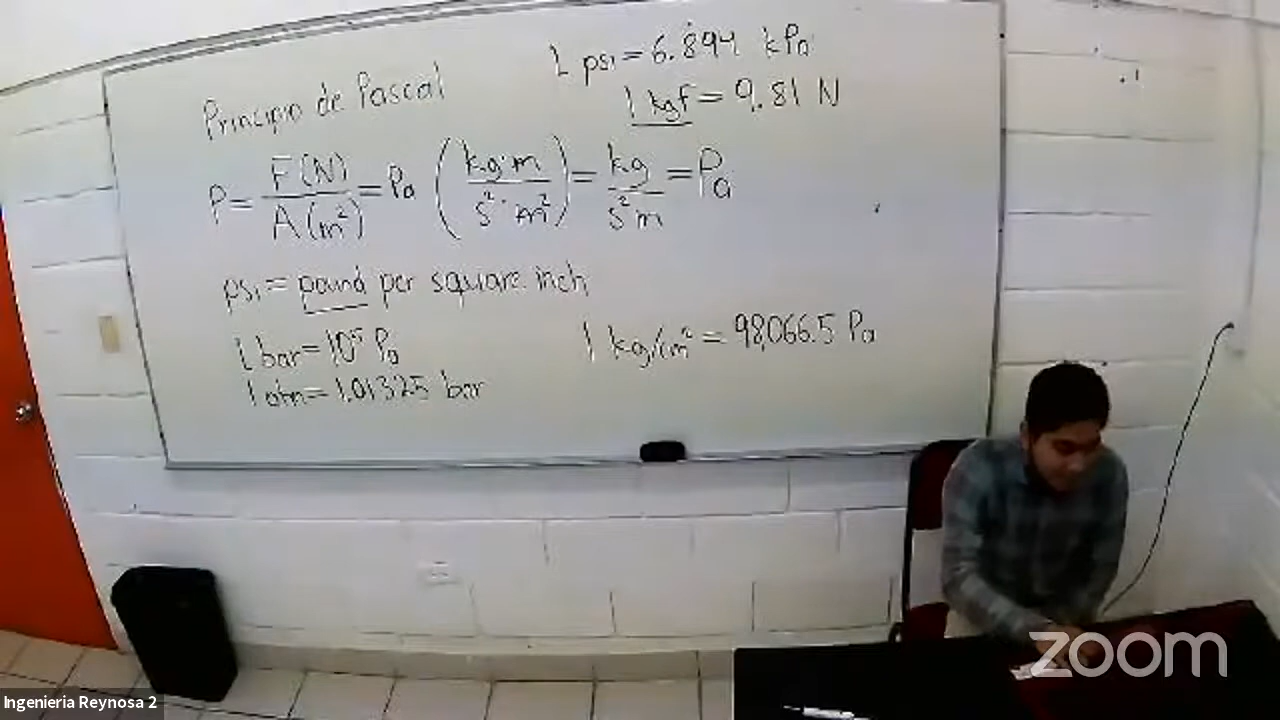 1 psi = 6.894 kPa
1 kgf = 9.81 N
Principio de Pascal
P = F(N) / A(m²) = Pa (kg·m / s²·m²) = kg / s²m = Pa
psi = pound per square inch
1 bar = 10⁵ Pa
1 kg/cm² = 98,066.5 Pa
1 atm = 1.01325 bar
zoom
Ingenieria Reynosa 2